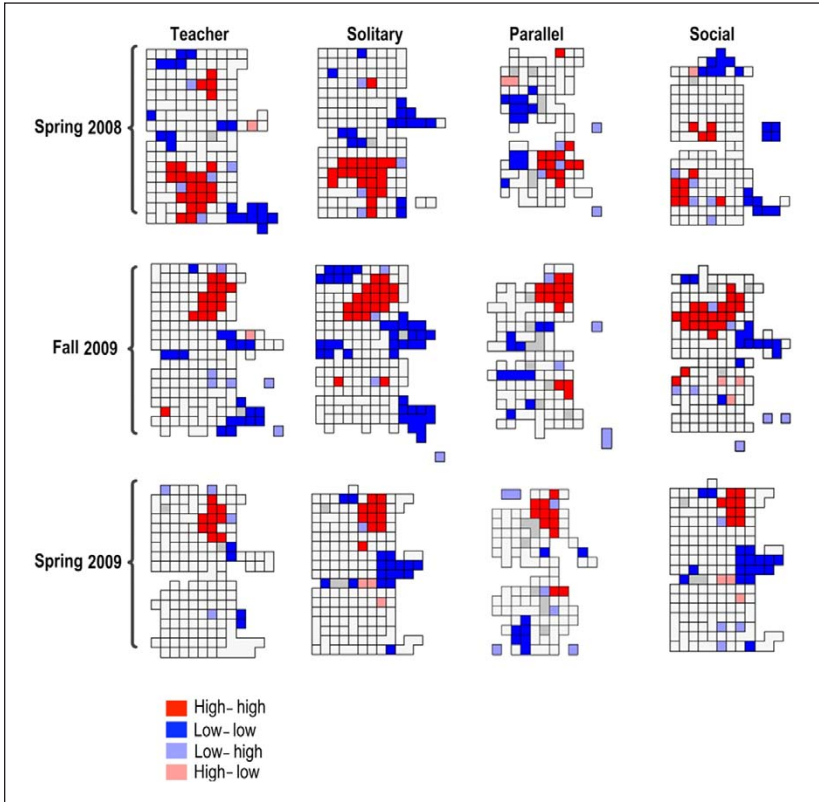 Teacher Solitary Parallel Social
Spring 2008
Fall 2009
Spring 2009
High-high
Low-low
Low-high
High-low